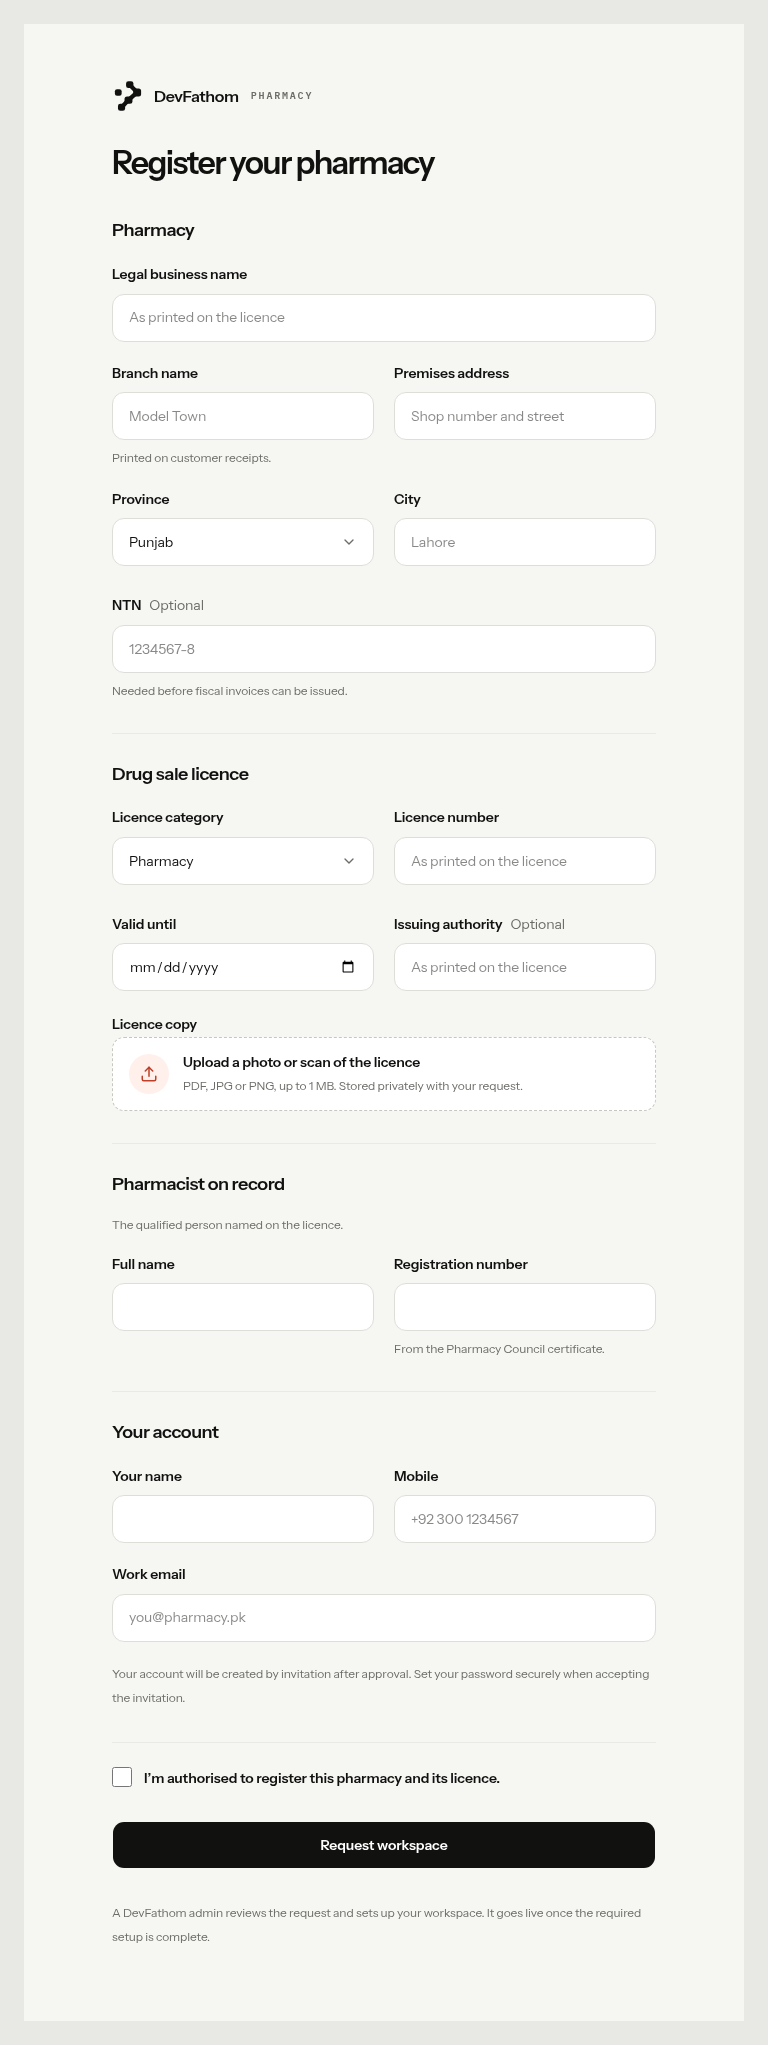 DevFathom PHARMACY
Register your pharmacy
Pharmacy
Legal business name
As printed on the licence
Branch name
Premises address
Model Town
Shop number and street
Printed on customer receipts.
Province
City
Punjab
Lahore
NTN Optional
1234567-8
Needed before fiscal invoices can be issued.
Drug sale licence
Licence category
Licence number
Pharmacy
As printed on the licence
Valid until
Issuing authority Optional
mm/dd/yyyy
As printed on the licence
Licence copy
Upload a photo or scan of the licence
PDF, JPG or PNG, up to 1 MB. Stored privately with your request.
Pharmacist on record
The qualified person named on the licence.
Full name
Registration number
From the Pharmacy Council certificate.
Your account
Your name
Mobile
+92 300 1234567
Work email
you@pharmacy.pk
Your account will be created by invitation after approval. Set your password securely when accepting
the invitation.
I’m authorised to register this pharmacy and its licence.
Request workspace
A DevFathom admin reviews the request and sets up your workspace. It goes live once the required
setup is complete.